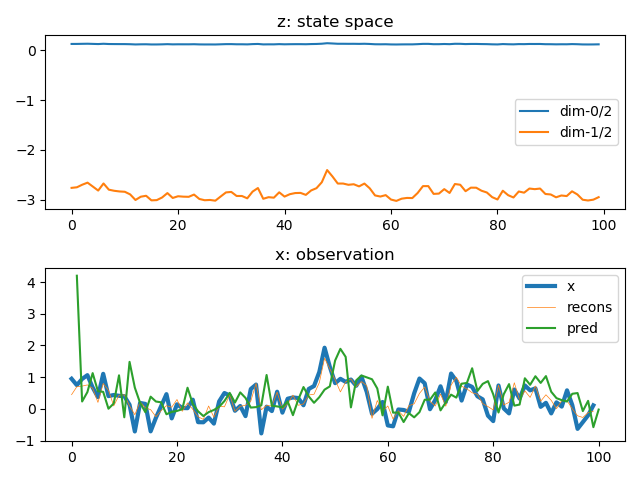 z: state space
0
−1
−2
−3
dim-0/2
dim-1/2
0 20 40 60 80 100
x: observation
4
3
2
1
0
−1
x
recons
pred
0 20 40 60 80 100